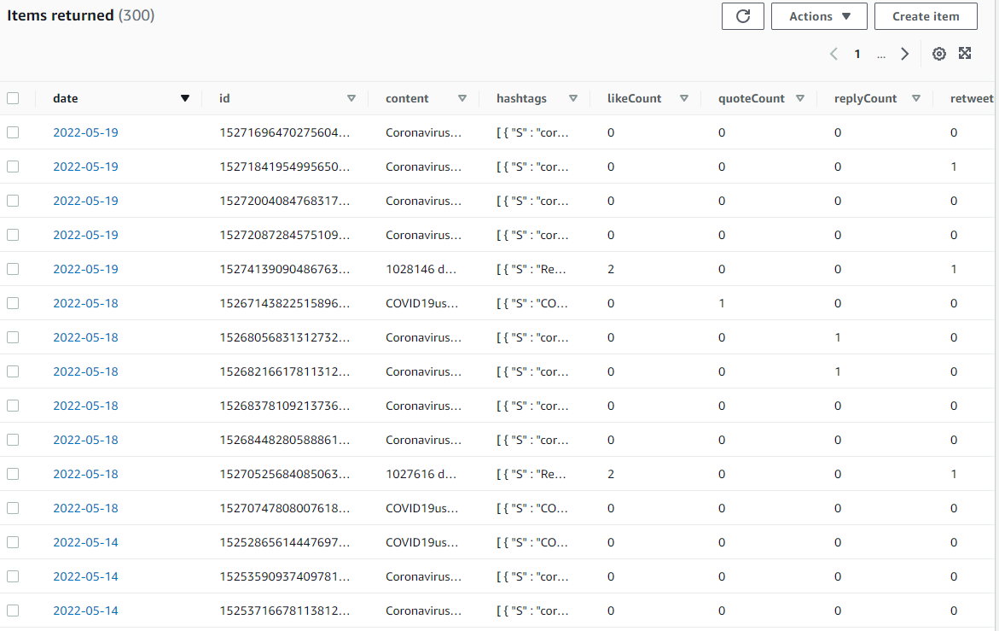 Items returned (300)
Actions
Create item
1 ...
date id content hashtags likeCount quoteCount replyCount retweet
2022-05-19 15271696470275604... Coronavirus... [ { "S" : "cor... 0 0 0 0
2022-05-19 15271841954995650... Coronavirus... [ { "S" : "cor... 0 0 0 1
2022-05-19 15272004084768317... Coronavirus... [ { "S" : "cor... 0 0 0 0
2022-05-19 15272087284575109... Coronavirus... [ { "S" : "cor... 0 0 0 0
2022-05-19 15274139090486763... 1028146 d... [ { "S" : "Re... 2 0 0 1
2022-05-18 15267143822515896... COVID19us... [ { "S" : "CO... 0 1 0 0
2022-05-18 15268056831312732... Coronavirus... [ { "S" : "cor... 0 0 1 0
2022-05-18 15268216617811312... Coronavirus... [ { "S" : "cor... 0 0 1 0
2022-05-18 15268378109213736... Coronavirus... [ { "S" : "cor... 0 0 0 0
2022-05-18 15268448280588861... Coronavirus... [ { "S" : "cor... 0 0 0 0
2022-05-18 15270525684085063... 1027616 d... [ { "S" : "Re... 2 0 0 1
2022-05-18 15270747808007618... COVID19us... [ { "S" : "CO... 0 0 0 0
2022-05-14 15252865614447697... COVID19us... [ { "S" : "CO... 0 0 0 0
2022-05-14 15253590937409781... Coronavirus... [ { "S" : "cor... 0 0 0 0
2022-05-14 15253716678113812... Coronavirus... [ { "S" : "cor... 0 0 0 0